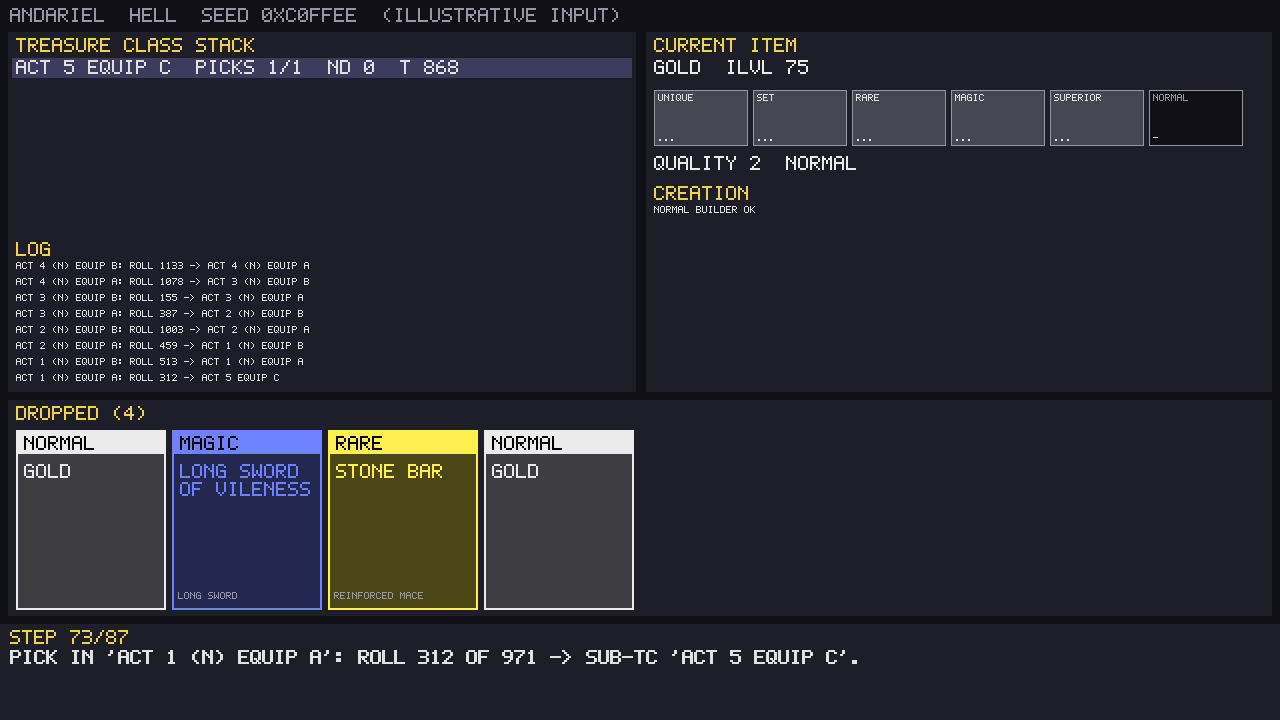 ANDARIEL HELL SEED 0XC0FFEE (ILLUSTRATIVE INPUT)
TREASURE CLASS STACK
ACT 5 EQUIP C PICKS 1/1 ND 0 T 868
LOG
ACT 4 (N) EQUIP B: ROLL 1133 -> ACT 4 (N) EQUIP A
ACT 4 (N) EQUIP A: ROLL 1078 -> ACT 3 (N) EQUIP B
ACT 3 (N) EQUIP B: ROLL 155 -> ACT 3 (N) EQUIP A
ACT 3 (N) EQUIP A: ROLL 387 -> ACT 2 (N) EQUIP B
ACT 2 (N) EQUIP B: ROLL 1003 -> ACT 2 (N) EQUIP A
ACT 2 (N) EQUIP A: ROLL 459 -> ACT 1 (N) EQUIP B
ACT 1 (N) EQUIP B: ROLL 513 -> ACT 1 (N) EQUIP A
ACT 1 (N) EQUIP A: ROLL 312 -> ACT 5 EQUIP C
CURRENT ITEM
GOLD ILVL 75
UNIQUE SET RARE MAGIC SUPERIOR NORMAL
... ... ... ... ... _
QUALITY 2 NORMAL
CREATION
NORMAL BUILDER OK
DROPPED (4)
NORMAL
GOLD
MAGIC
LONG SWORD
OF VILENESS
LONG SWORD
RARE
STONE BAR
REINFORCED MACE
NORMAL
GOLD
STEP 73/87
PICK IN 'ACT 1 (N) EQUIP A': ROLL 312 OF 971 -> SUB-TC 'ACT 5 EQUIP C'.